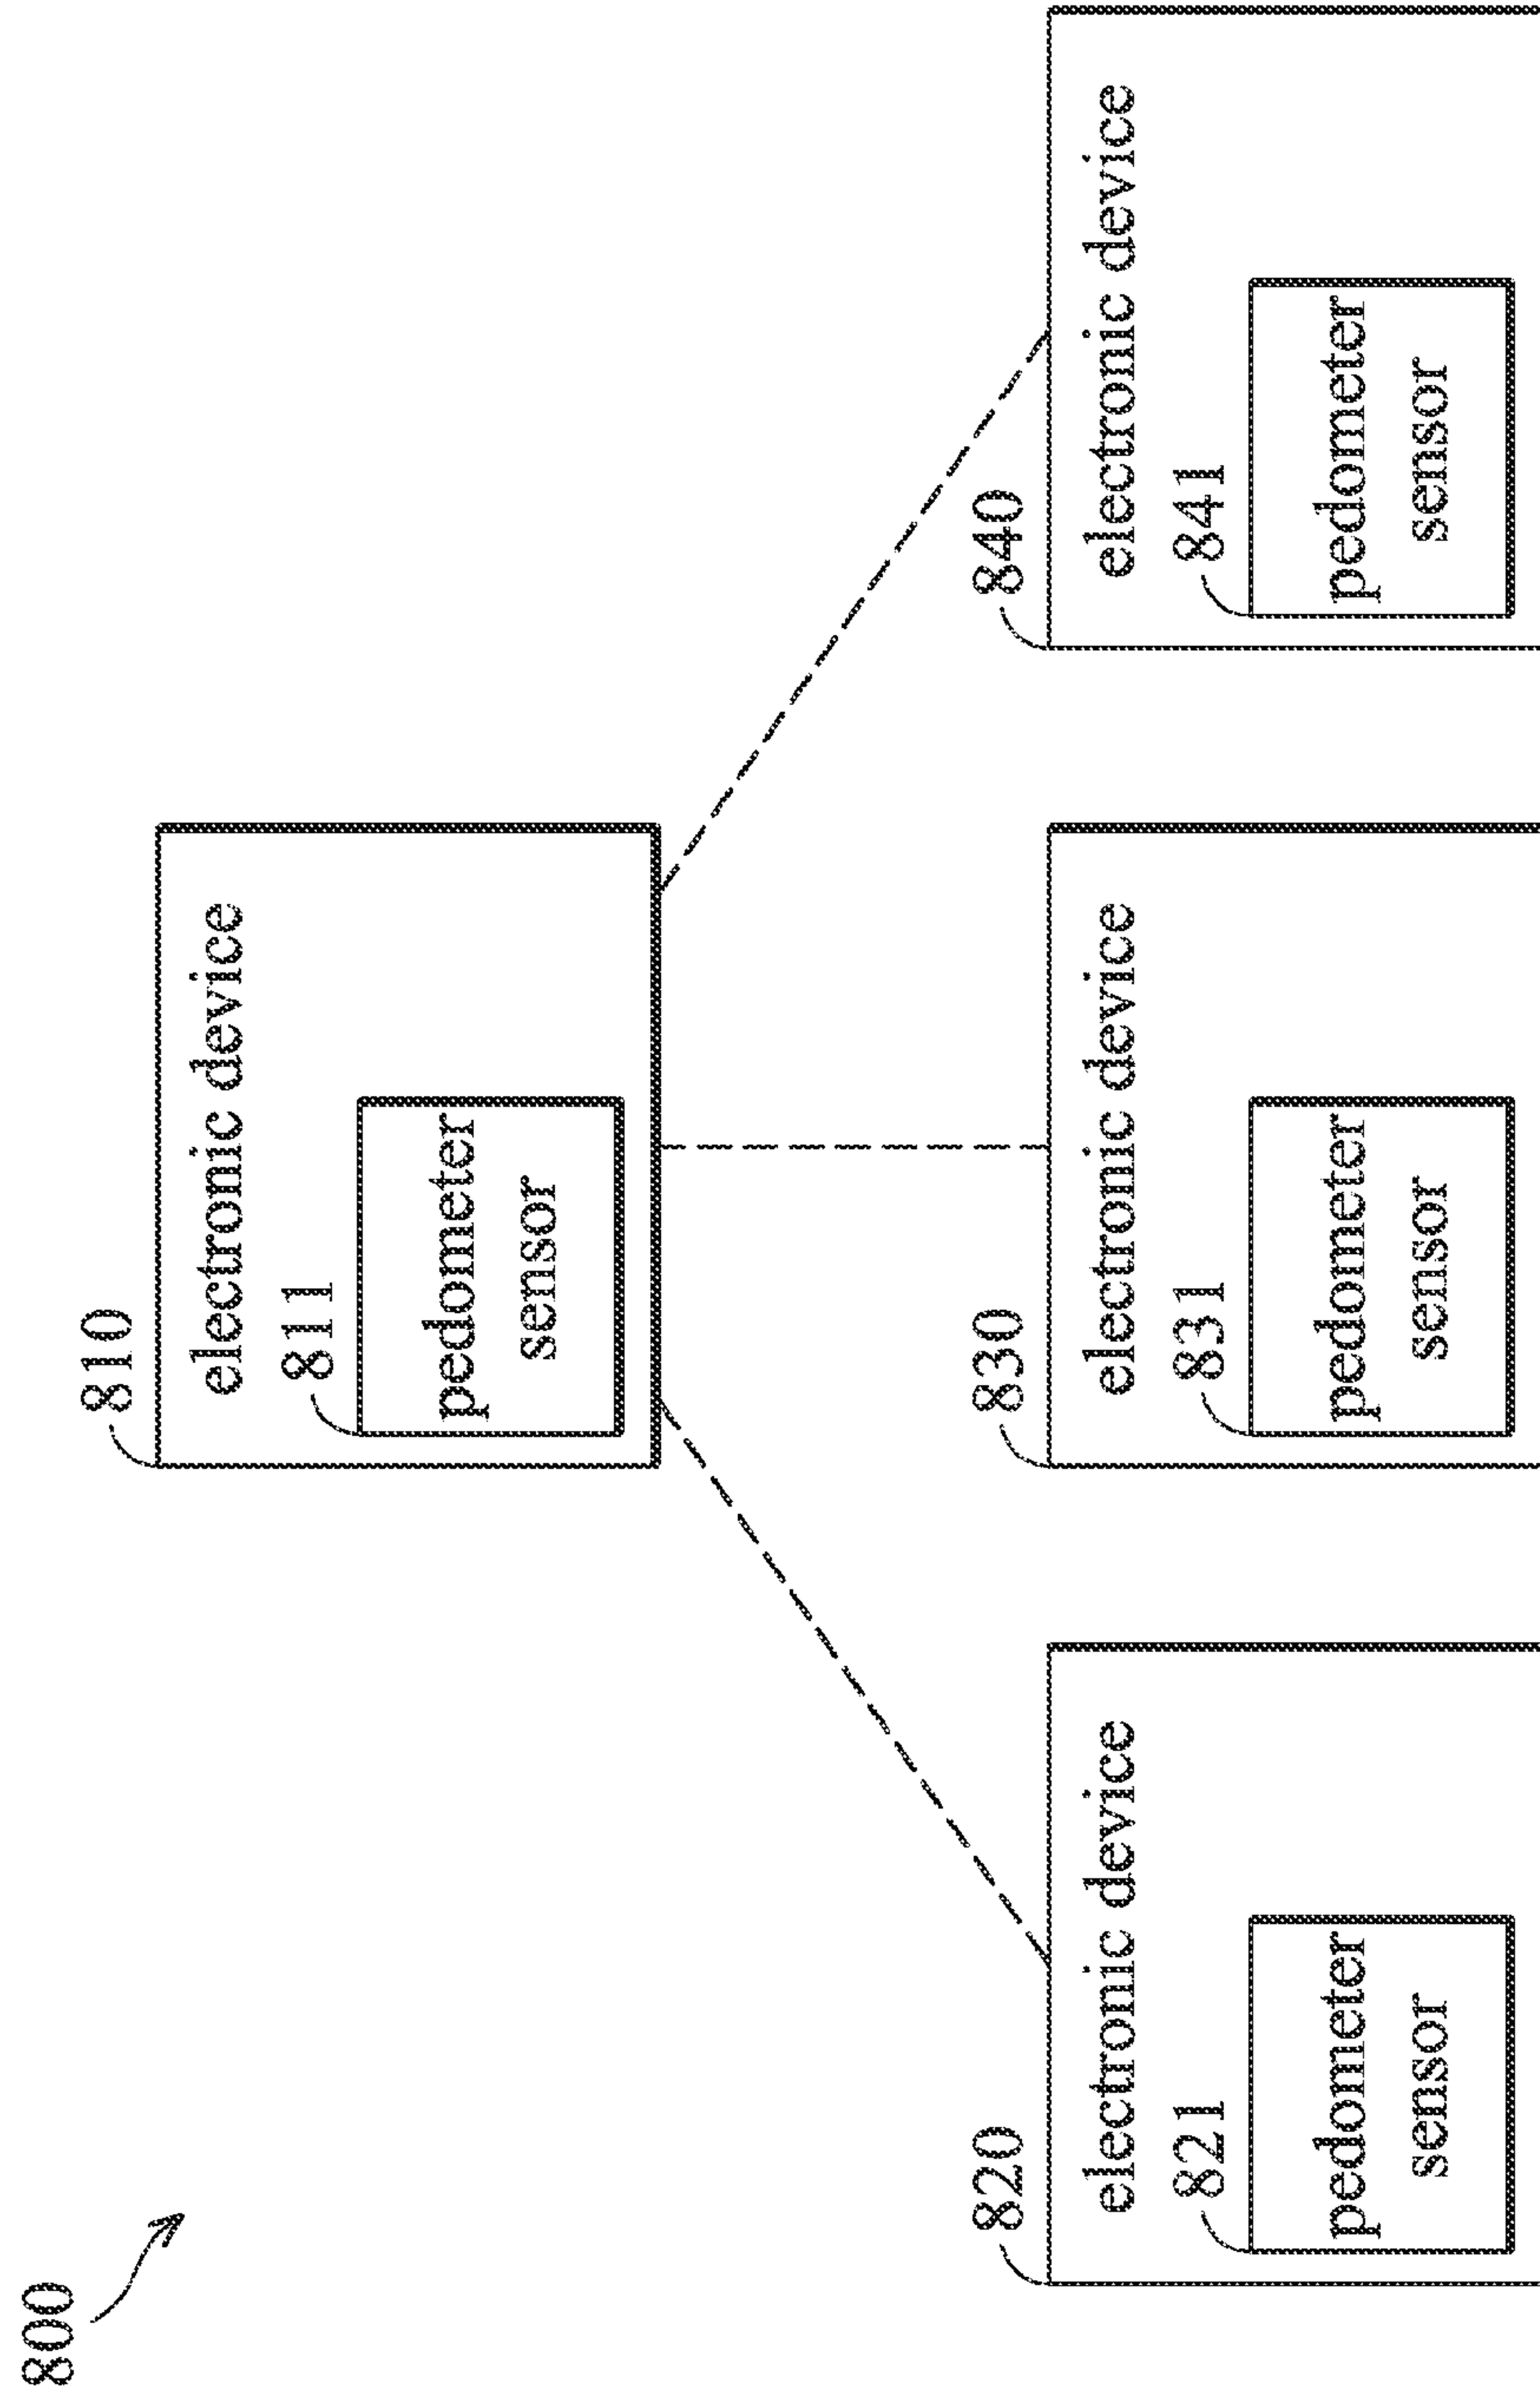 800
810
electronic device
811
pedometer
sensor
820
electronic device
821
pedometer
sensor
830
electronic device
831
pedometer
sensor
840
electronic device
841
pedometer
sensor